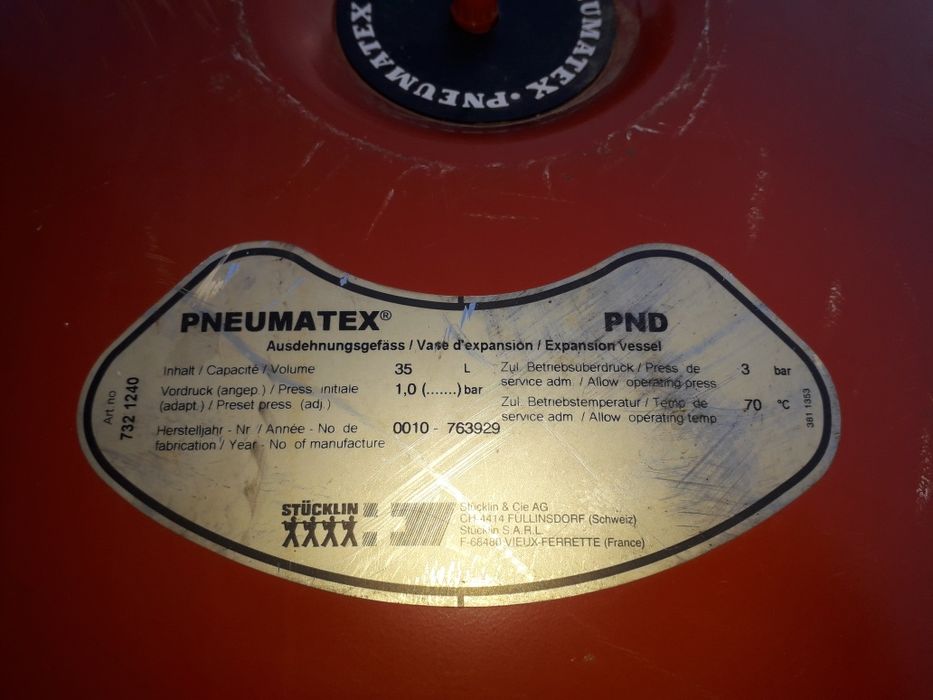 PNEUMATEX · PNEUMATEX
PNEUMATEX® PND
Ausdehnungsgefäss / Vase d'expansion / Expansion vessel
Inhalt / Capacité / Volume 35 L
Vordruck (angep.) / Press. initiale
(adapt.) / Preset press (adj.) 1,0 (.......) bar
Herstelljahr - Nr / Année - No de
fabrication / Year - No of manufacture 0010 - 763929
Zul. Betriebsüberdruck / Press de
service adm. / Allow operating press 3 bar
Zul. Betriebstemperatur / Temp de
service adm / Allow operating temp 70 °C
Art no
732 1240
381 1353
STÜCKLIN
Stücklin & Cie AG
CH-4414 FÜLLINSDORF (Schweiz)
Stücklin S.A.R.L.
F-68480 VIEUX-FERRETTE (France)